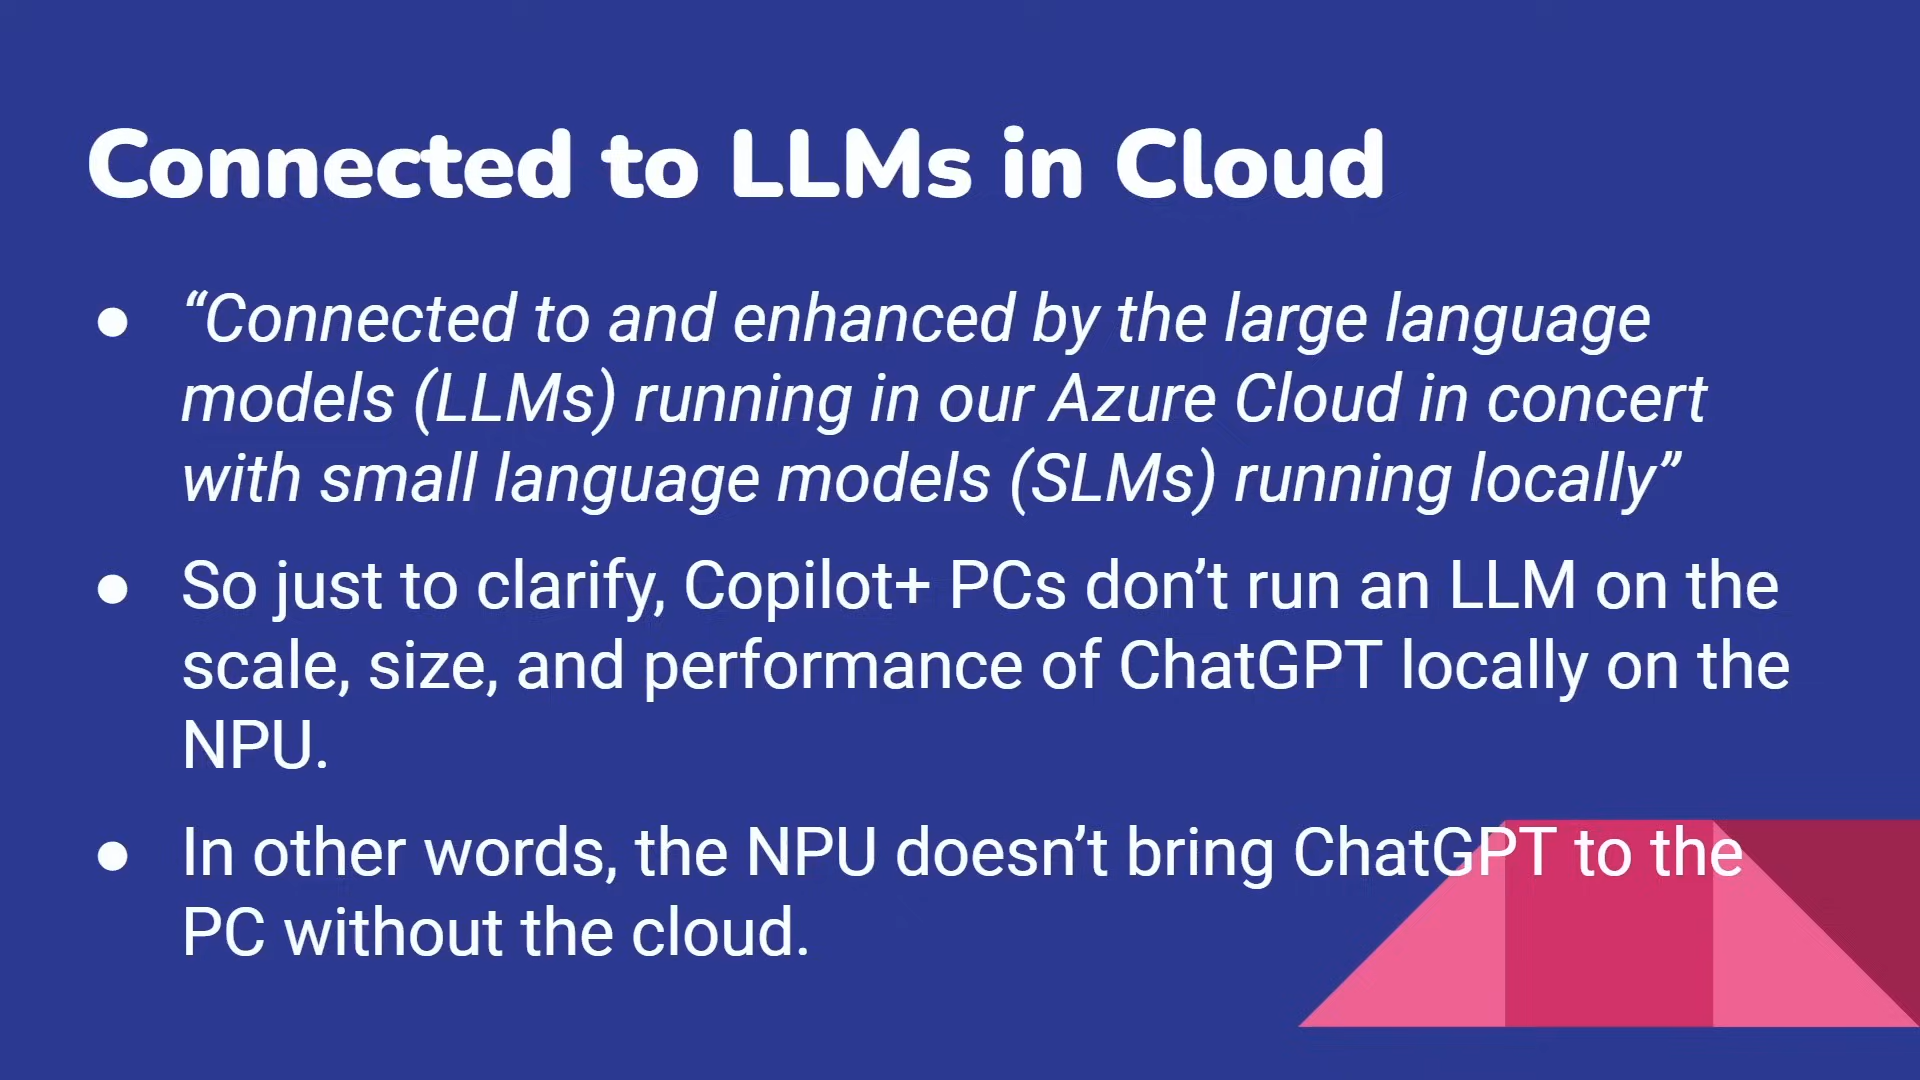 Connected to LLMs in Cloud
● “Connected to and enhanced by the large language
models (LLMs) running in our Azure Cloud in concert
with small language models (SLMs) running locally”
● So just to clarify, Copilot+ PCs don’t run an LLM on the
scale, size, and performance of ChatGPT locally on the
NPU.
● In other words, the NPU doesn’t bring ChatGPT to the
PC without the cloud.